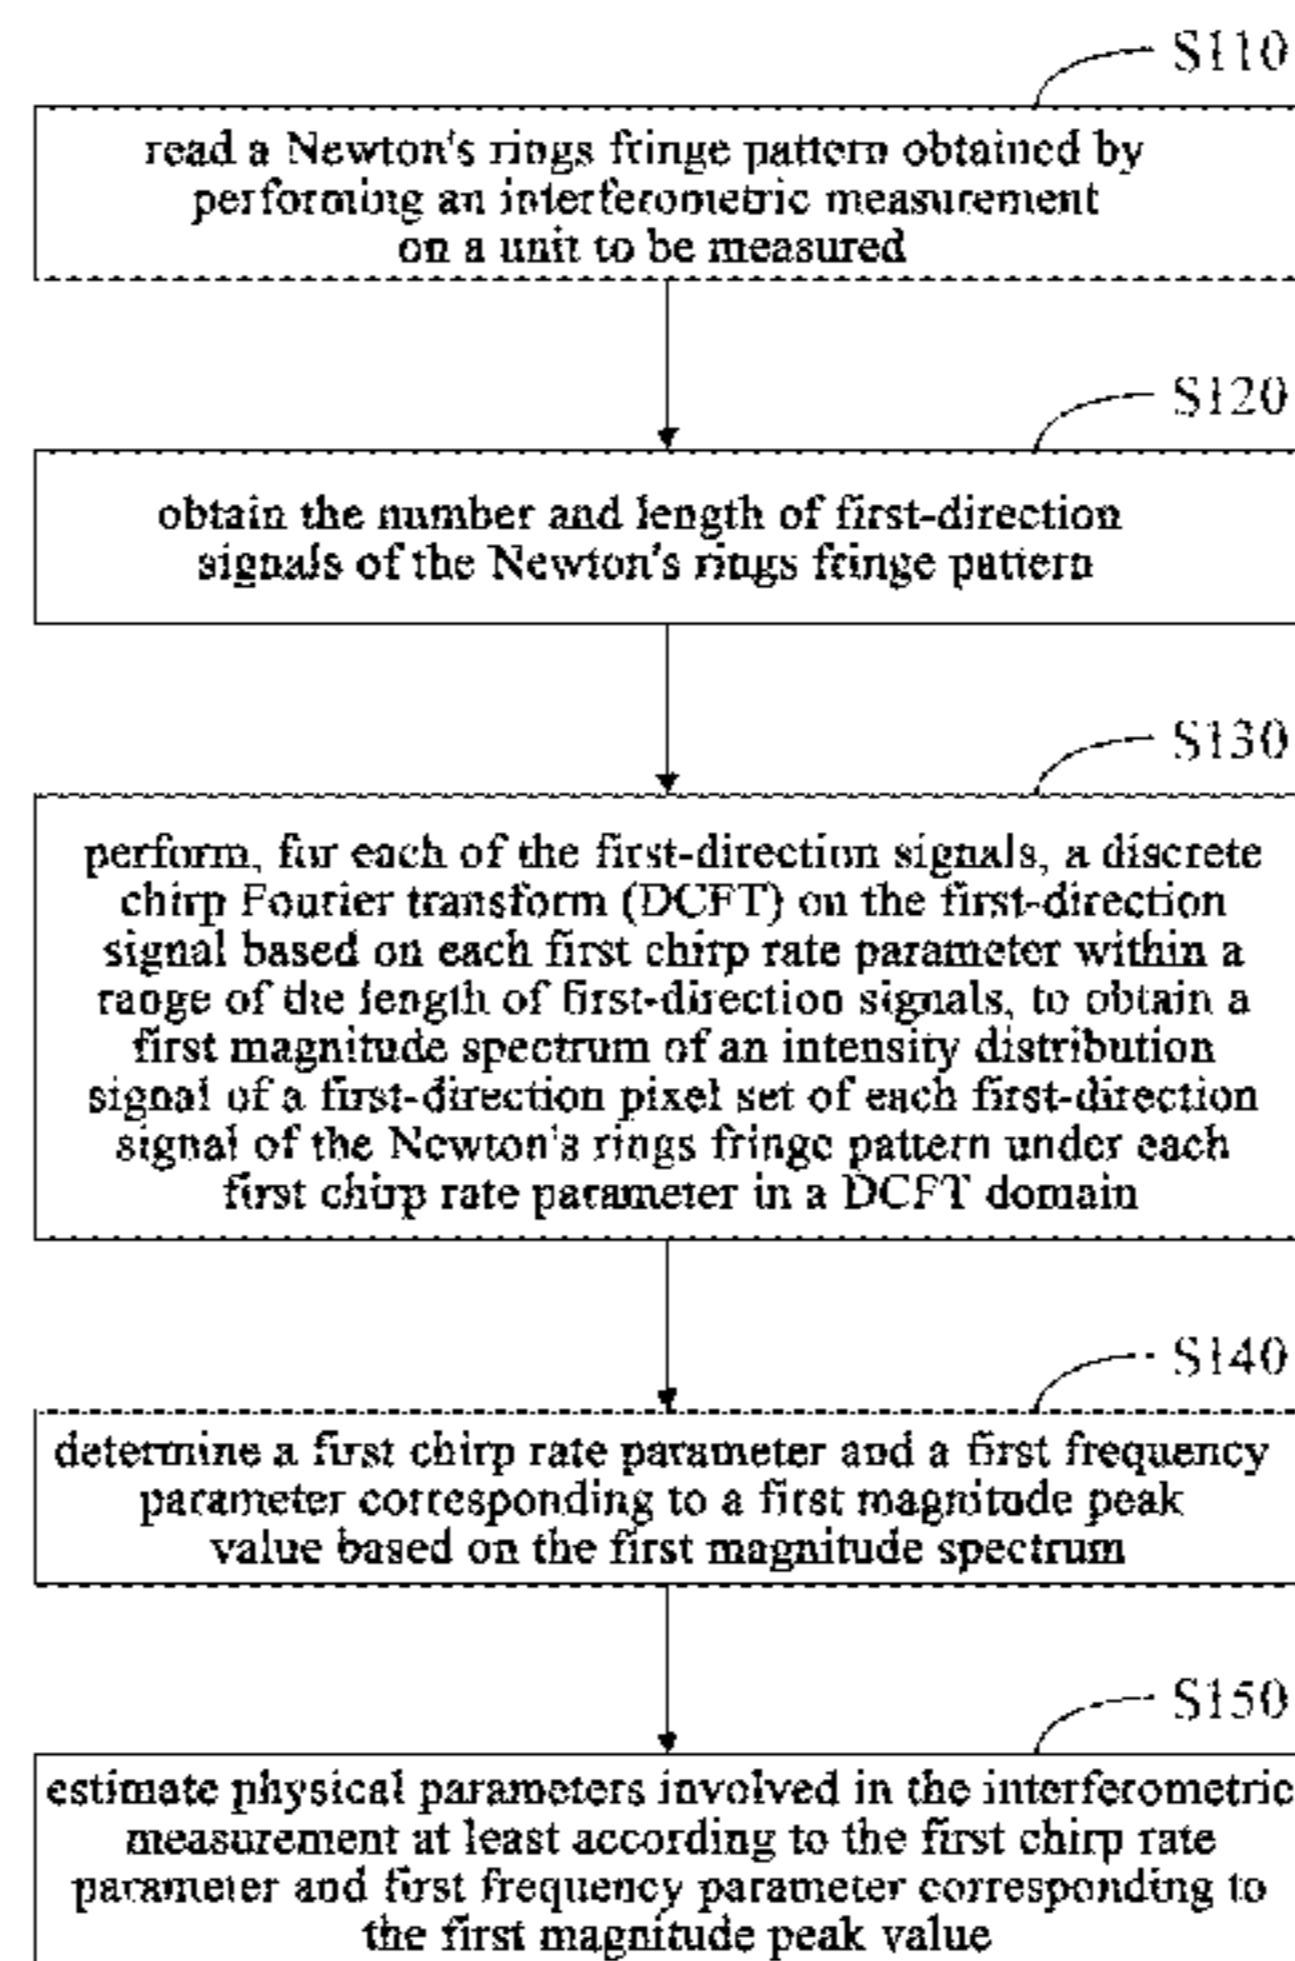 S110
read a Newton's rings fringe pattern obtained by
performing an interferometric measurement
on a unit to be measured
S120
obtain the number and length of first-direction
signals of the Newton's rings fringe pattern
S130
perform, for each of the first-direction signals, a discrete
chirp Fourier transform (DCFT) on the first-direction
signal based on each first chirp rate parameter within a
range of the length of first-direction signals, to obtain a
first magnitude spectrum of an intensity distribution
signal of a first-direction pixel set of each first-direction
signal of the Newton's rings fringe pattern under each
first chirp rate parameter in a DCFT domain
S140
determine a first chirp rate parameter and a first frequency
parameter corresponding to a first magnitude peak
value based on the first magnitude spectrum
S150
estimate physical parameters involved in the interferometric
measurement at least according to the first chirp rate
parameter and first frequency parameter corresponding to
the first magnitude peak value